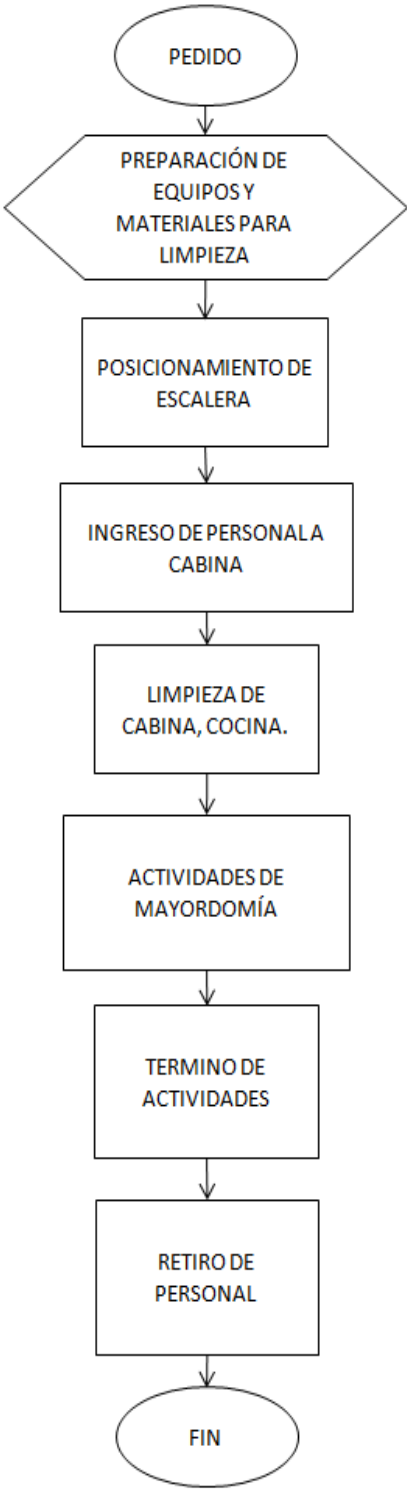 PEDIDO
PREPARACIÓN DE
EQUIPOS Y
MATERIALES PARA
LIMPIEZA
POSICIONAMIENTO DE
ESCALERA
INGRESO DE PERSONAL A
CABINA
LIMPIEZA DE
CABINA, COCINA.
ACTIVIDADES DE
MAYORDOMÍA
TERMINO DE
ACTIVIDADES
RETIRO DE
PERSONAL
FIN